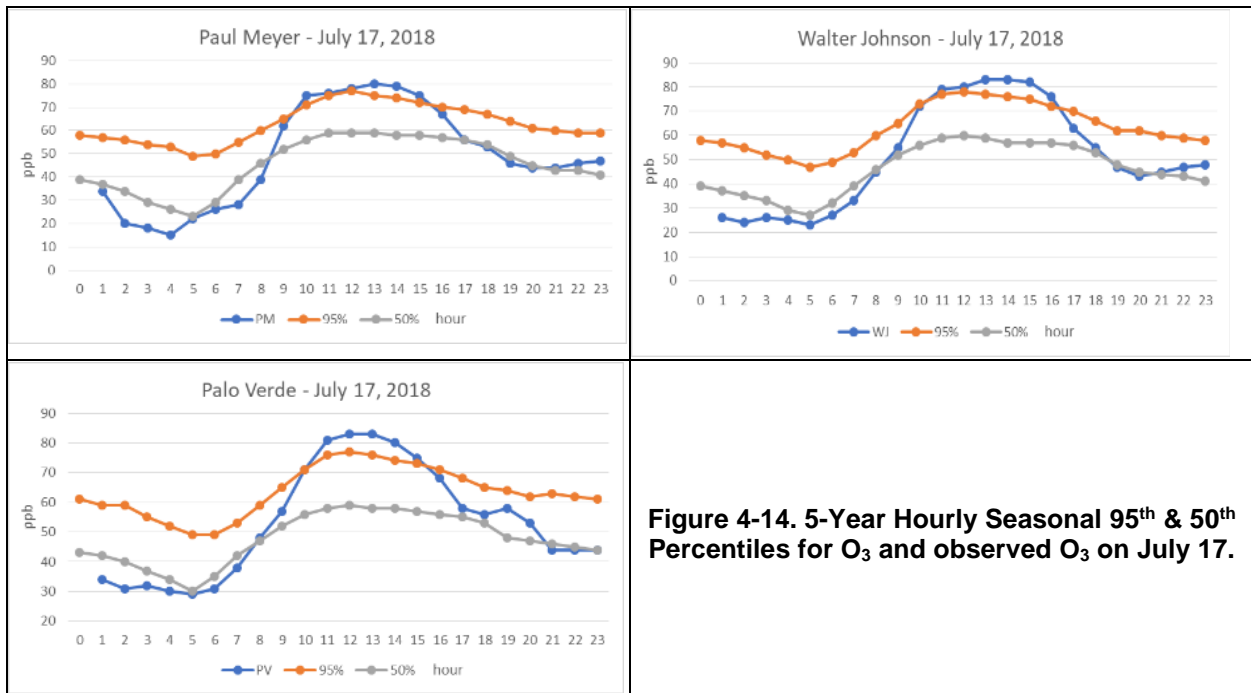 Paul Meyer - July 17, 2018
90
80
70
60
50
40
30
20
10
0
ppb
0 1 2 3 4 5 6 7 8 9 10 11 12 13 14 15 16 17 18 19 20 21 22 23
PM 95% 50% hour
Walter Johnson - July 17, 2018
90
80
70
60
50
40
30
20
10
0
ppb
0 1 2 3 4 5 6 7 8 9 10 11 12 13 14 15 16 17 18 19 20 21 22 23
WJ 95% 50% hour
Palo Verde - July 17, 2018
90
80
70
60
50
40
30
20
ppb
0 1 2 3 4 5 6 7 8 9 10 11 12 13 14 15 16 17 18 19 20 21 22 23
PV 95% 50% hour
Figure 4-14. 5-Year Hourly Seasonal 95th & 50th
Percentiles for O3 and observed O3 on July 17.